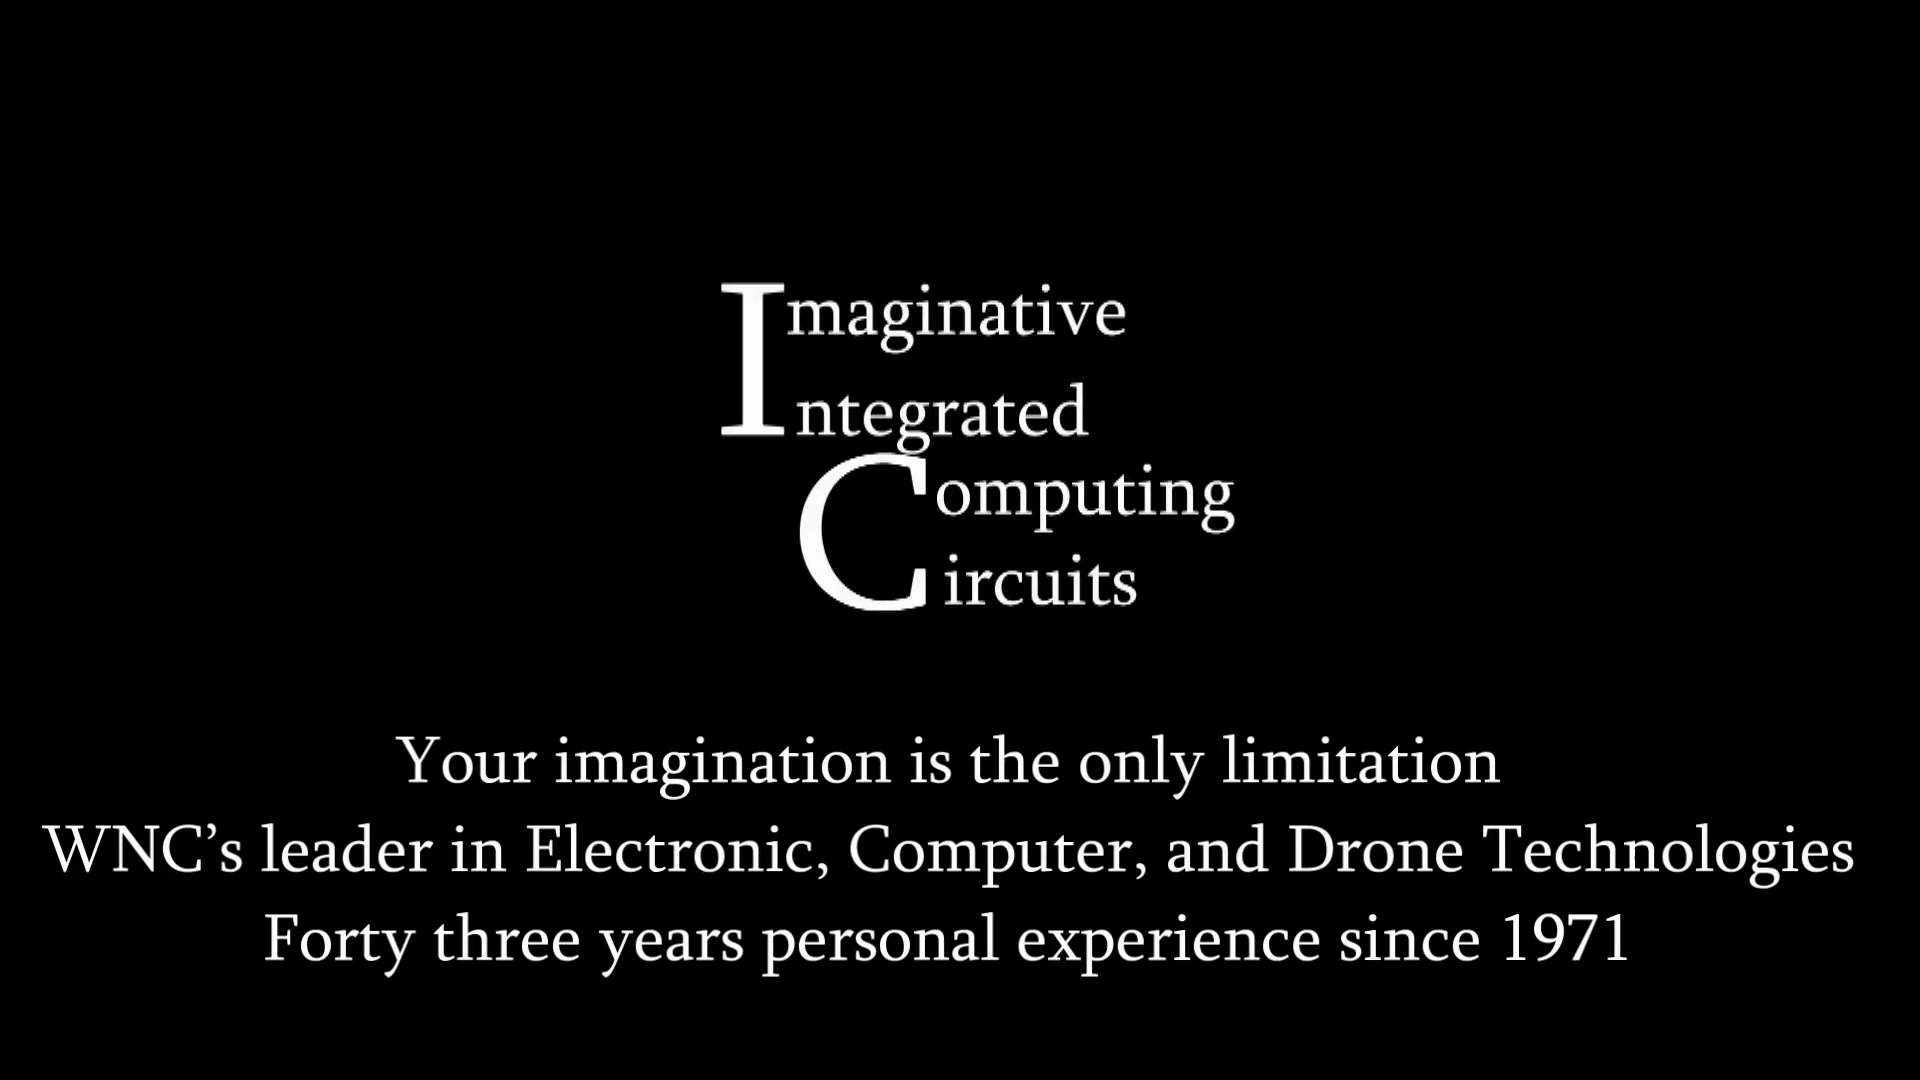 Imaginative
Integrated
Computing
Circuits
Your imagination is the only limitation
WNC’s leader in Electronic, Computer, and Drone Technologies
Forty three years personal experience since 1971